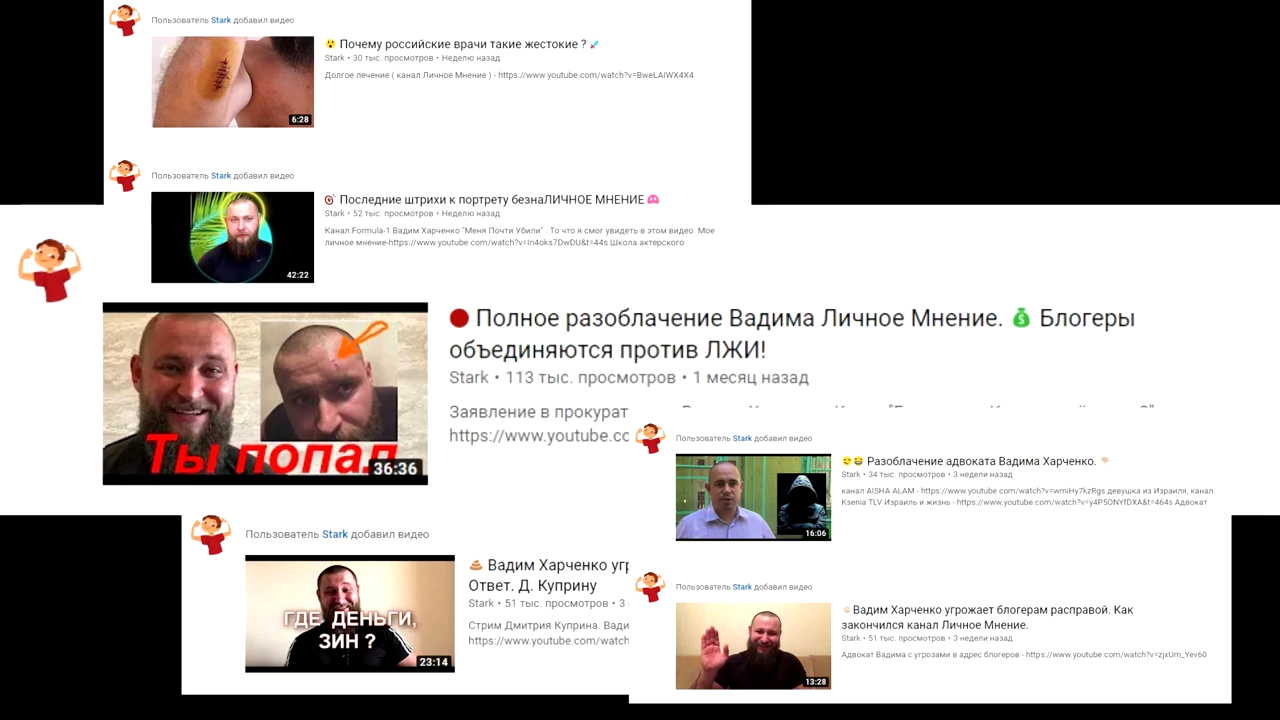 Пользователь Stark добавил видео
Почему российские врачи такие жестокие ?
Stark • 30 тыс. просмотров • Неделю назад
Долгое лечение ( канал Личное Мнение ) - https://www.youtube.com/watch?v=BweLAIWX4X4
6:28
Пользователь Stark добавил видео
Последние штрихи к портрету безнаЛИЧНОЕ МНЕНИЕ
Stark • 52 тыс. просмотров • Неделю назад
Канал Formula-1 Вадим Харченко "Меня Почти Убили" . То что я смог увидеть в этом видео. Мое
личное мнение-https://www.youtube.com/watch?v=In4oks7DwDU&t=44s Школа актерского
42:22
Полное разоблачение Вадима Личное Мнение. Блогеры
объединяются против ЛЖИ!
Stark • 113 тыс. просмотров • 1 месяц назад
Заявление в прокурат
https://www.youtube.cc
Ты попал
36:36
Пользователь Stark добавил видео
Разоблачение адвоката Вадима Харченко.
Stark • 34 тыс. просмотров • 3 недели назад
канал AISHA ALAM - https://www.youtube.com/watch?v=wmiHy7kzRgs девушка из Израиля, канал
Ksenia TLV Израиль и жизнь - https://www.youtube.com/watch?v=y4P5ONYfDXA&t=464s Адвокат
16:06
Пользователь Stark добавил видео
Вадим Харченко угр
Ответ. Д. Куприну
Stark • 51 тыс. просмотров • 3
Стрим Дмитрия Куприна. Вади
https://www.youtube.com/watch
ГДЕ ДЕНЬГИ,
ЗИН ?
23:14
Пользователь Stark добавил видео
Вадим Харченко угрожает блогерам расправой. Как
закончился канал Личное Мнение.
Stark • 51 тыс. просмотров • 3 недели назад
Адвокат Вадима с угрозами в адрес блогеров - https://www.youtube.com/watch?v=zjxUm_Yev60
13:28